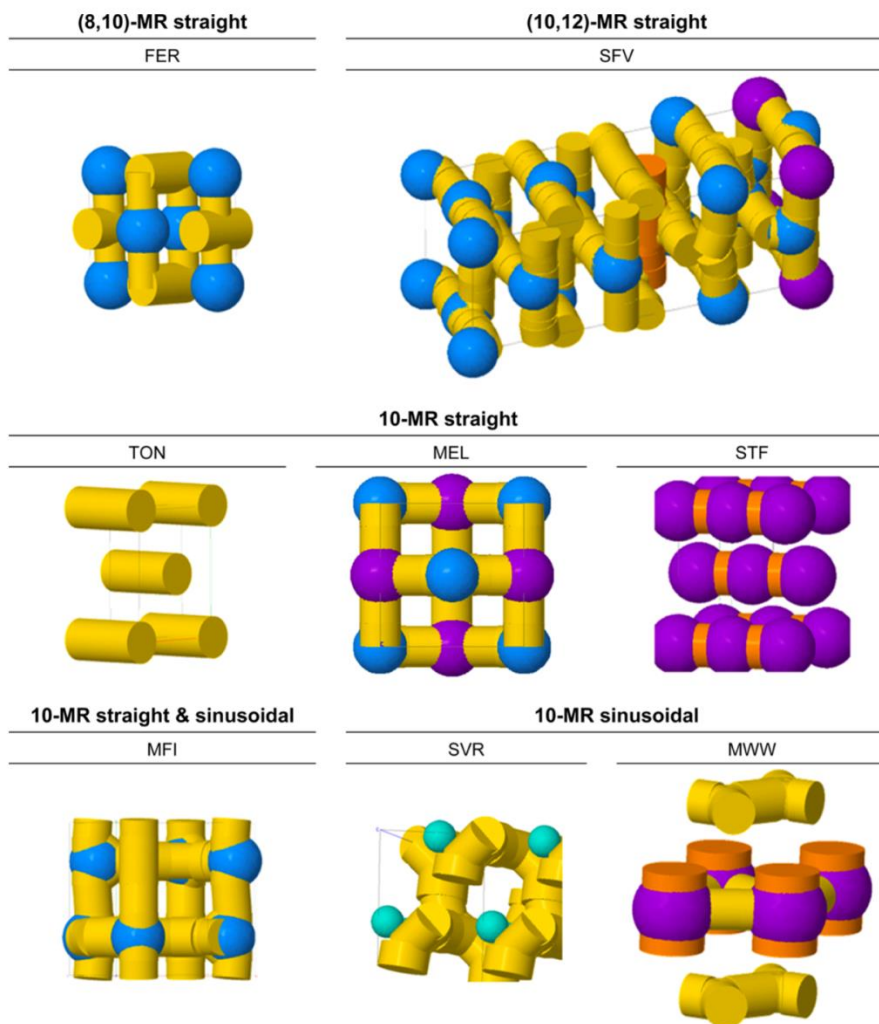 (8,10)-MR straight
(10,12)-MR straight
FER
SFV
10-MR straight
TON
MEL
STF
10-MR straight & sinusoidal
10-MR sinusoidal
MFI
SVR
MWW